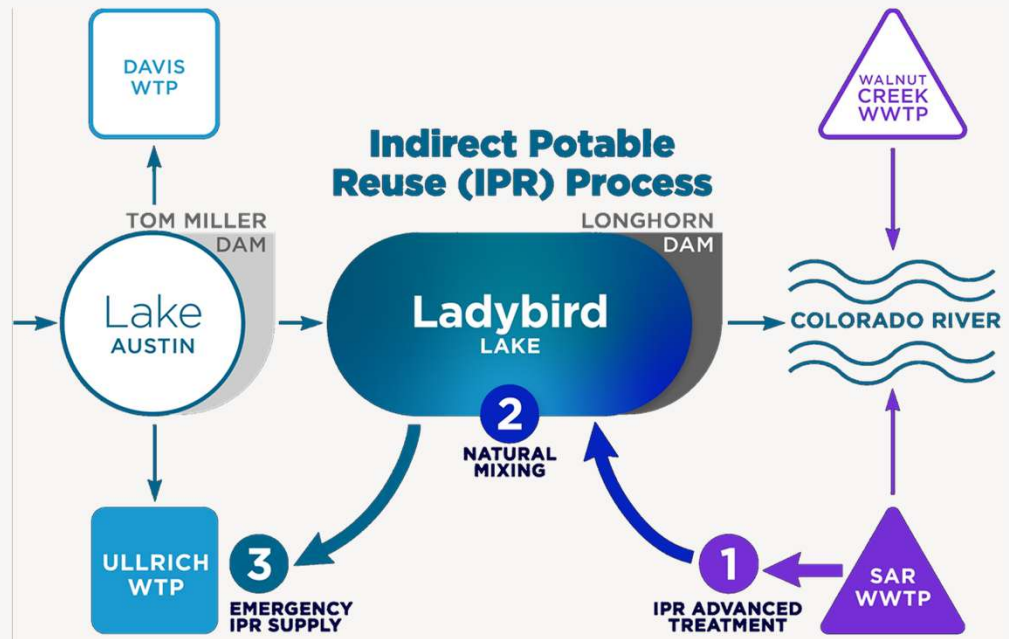 DAVIS
WTP
WALNUT
CREEK
WWTP
Indirect Potable
Reuse (IPR) Process
TOM MILLER
DAM
LONGHORN
DAM
Lake
AUSTIN
Ladybird
LAKE
COLORADO RIVER
2
NATURAL
MIXING
ULLRICH
WTP
3
EMERGENCY
IPR SUPPLY
1
IPR ADVANCED
TREATMENT
SAR
WWTP